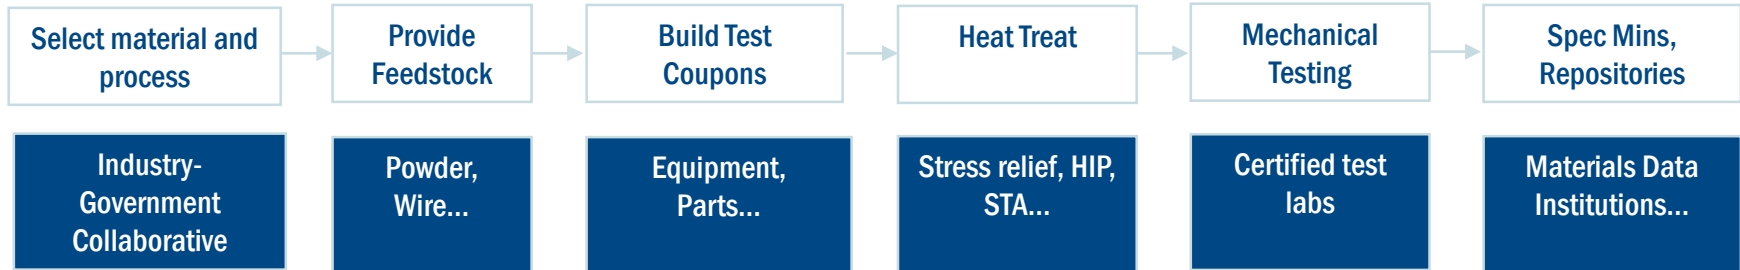 Select material and
process
Provide
Feedstock
Build Test
Coupons
Heat Treat
Mechanical
Testing
Spec Mins,
Repositories
Industry-
Government
Collaborative
Powder,
Wire...
Equipment,
Parts...
Stress relief, HIP,
STA...
Certified test
labs
Materials Data
Institutions...